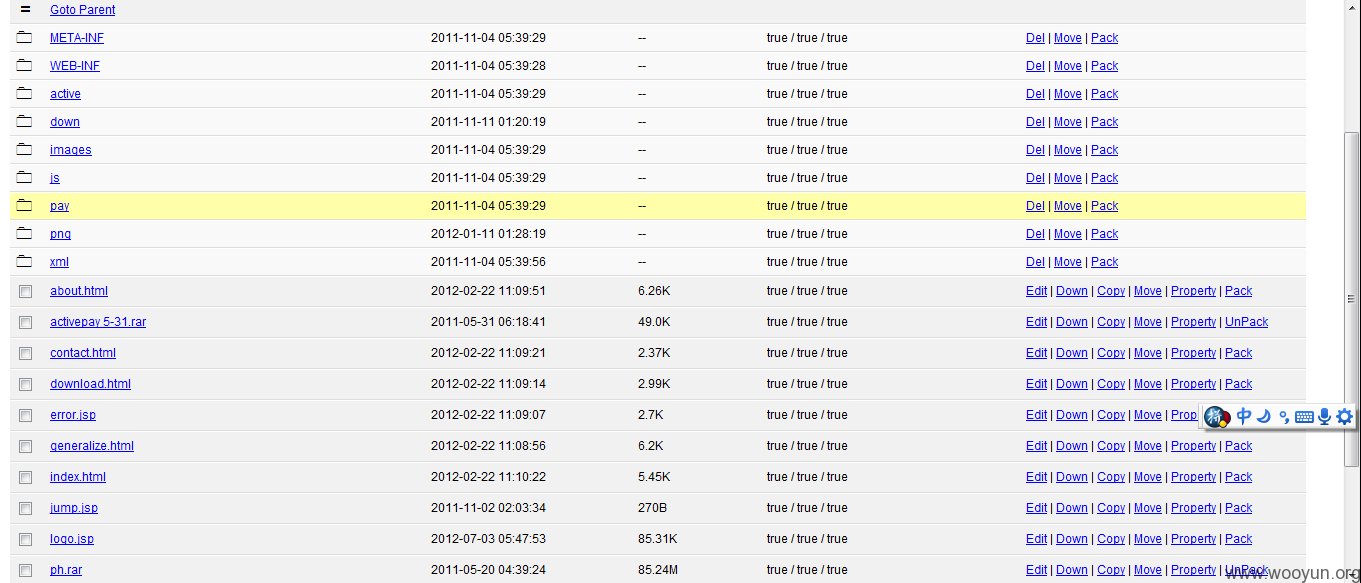 Goto Parent
META-INF 2011-11-04 05:39:29 -- true / true / true Del | Move | Pack
WEB-INF 2011-11-04 05:39:28 -- true / true / true Del | Move | Pack
active 2011-11-04 05:39:29 -- true / true / true Del | Move | Pack
down 2011-11-11 01:20:19 -- true / true / true Del | Move | Pack
images 2011-11-04 05:39:29 -- true / true / true Del | Move | Pack
js 2011-11-04 05:39:29 -- true / true / true Del | Move | Pack
pay 2011-11-04 05:39:29 -- true / true / true Del | Move | Pack
png 2012-01-11 01:28:19 -- true / true / true Del | Move | Pack
xml 2011-11-04 05:39:56 -- true / true / true Del | Move | Pack
about.html 2012-02-22 11:09:51 6.26K true / true / true Edit | Down | Copy | Move | Property | Pack
activepay 5-31.rar 2011-05-31 06:18:41 49.0K true / true / true Edit | Down | Copy | Move | Property | UnPack
contact.html 2012-02-22 11:09:21 2.37K true / true / true Edit | Down | Copy | Move | Property | Pack
download.html 2012-02-22 11:09:14 2.99K true / true / true Edit | Down | Copy | Move | Property | Pack
error.jsp 2012-02-22 11:09:07 2.7K true / true / true Edit | Down | Copy | Move | Prop 中
generalize.html 2012-02-22 11:08:56 6.2K true / true / true Edit | Down | Copy | Move | Property | Pack
index.html 2012-02-22 11:10:22 5.45K true / true / true Edit | Down | Copy | Move | Property | Pack
jump.jsp 2011-11-02 02:03:34 270B true / true / true Edit | Down | Copy | Move | Property | Pack
logo.jsp 2012-07-03 05:47:53 85.31K true / true / true Edit | Down | Copy | Move | Property | Pack
ph.rar 2011-05-20 04:39:24 85.24M true / true / true Edit | Down | Copy | Move | Property | UnPack
www.wooyun.org